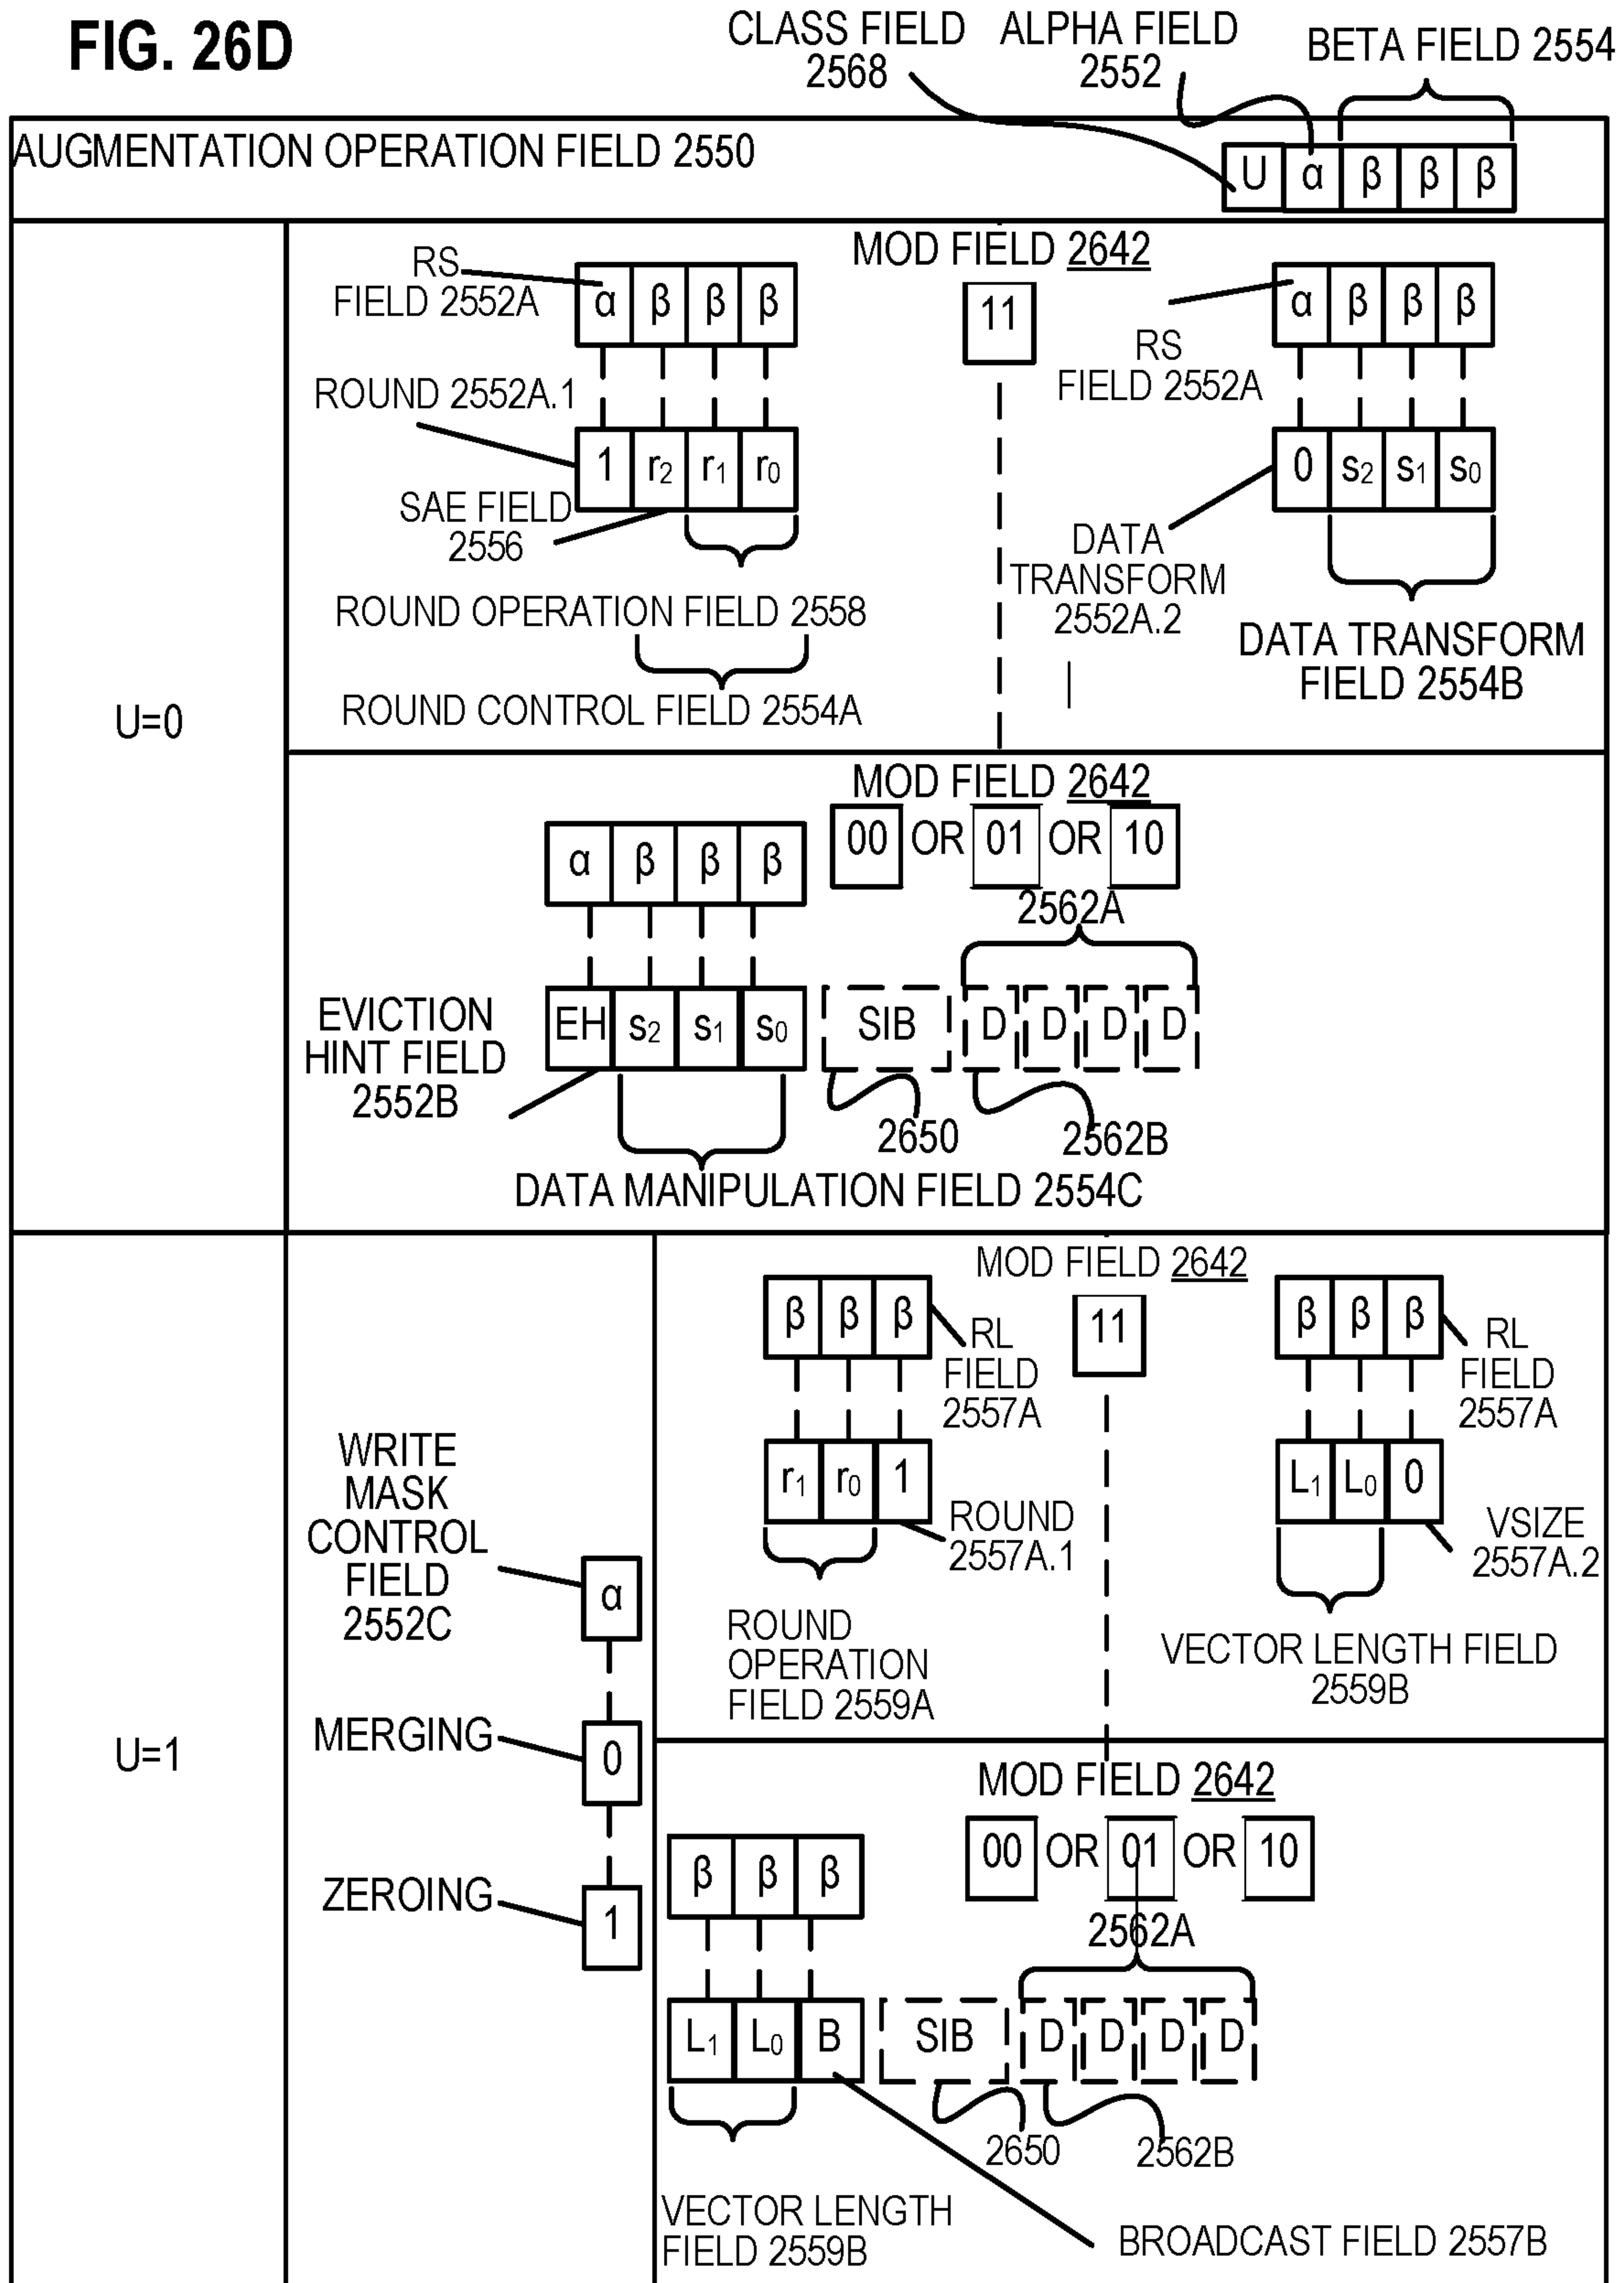 FIG. 26D
CLASS FIELD
2568
ALPHA FIELD
2552
BETA FIELD 2554
AUGMENTATION OPERATION FIELD 2550
U α β β β
U=0
MOD FIELD 2642
11
RS
FIELD 2552A
α β β β
ROUND 2552A.1
1 r2 r1 r0
SAE FIELD
2556
ROUND OPERATION FIELD 2558
ROUND CONTROL FIELD 2554A
α β β β
RS
FIELD 2552A
0 s2 s1 s0
DATA
TRANSFORM
2552A.2
DATA TRANSFORM
FIELD 2554B
MOD FIELD 2642
00 OR 01 OR 10
α β β β
2562A
EVICTION
HINT FIELD
2552B
EH s2 s1 s0
SIB
D D D D
2650
2562B
DATA MANIPULATION FIELD 2554C
U=1
WRITE
MASK
CONTROL
FIELD
2552C
α
MERGING
0
ZEROING
1
MOD FIELD 2642
11
β β β
RL
FIELD
2557A
r1 r0 1
ROUND
2557A.1
ROUND
OPERATION
FIELD 2559A
β β β
RL
FIELD
2557A
L1 L0 0
VSIZE
2557A.2
VECTOR LENGTH FIELD
2559B
MOD FIELD 2642
00 OR 01 OR 10
β β β
2562A
L1 L0 B
SIB
D D D D
2650
2562B
VECTOR LENGTH
FIELD 2559B
BROADCAST FIELD 2557B